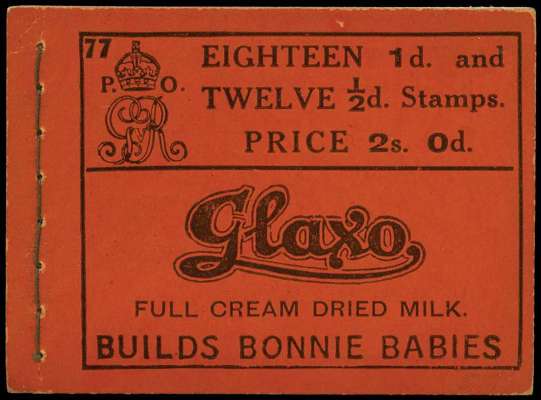 77
P. O.
GVR
EIGHTEEN 1d. and
TWELVE ½d. Stamps.
PRICE 2s. 0d.
Glaxo
FULL CREAM DRIED MILK.
BUILDS BONNIE BABIES